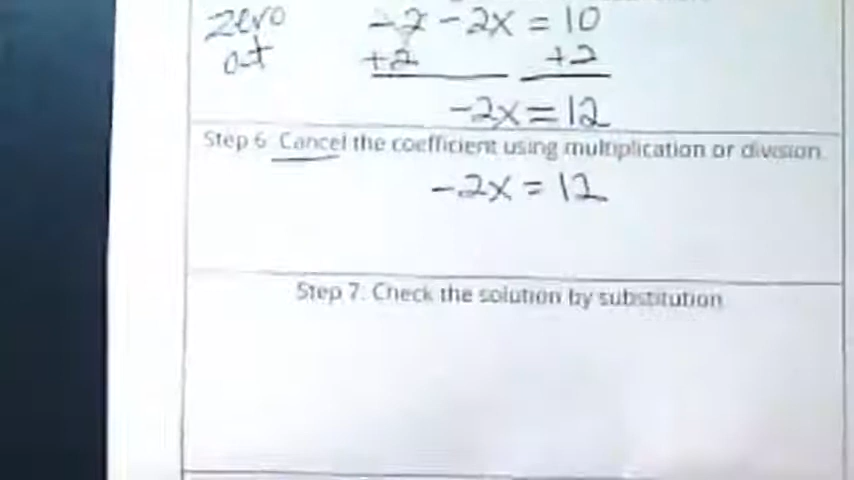 zero -2 - 2x = 10
out +2 +2
-2x = 12
Step 6: Cancel the coefficient using multiplication or division.
-2x = 12
Step 7: Check the solution by substitution